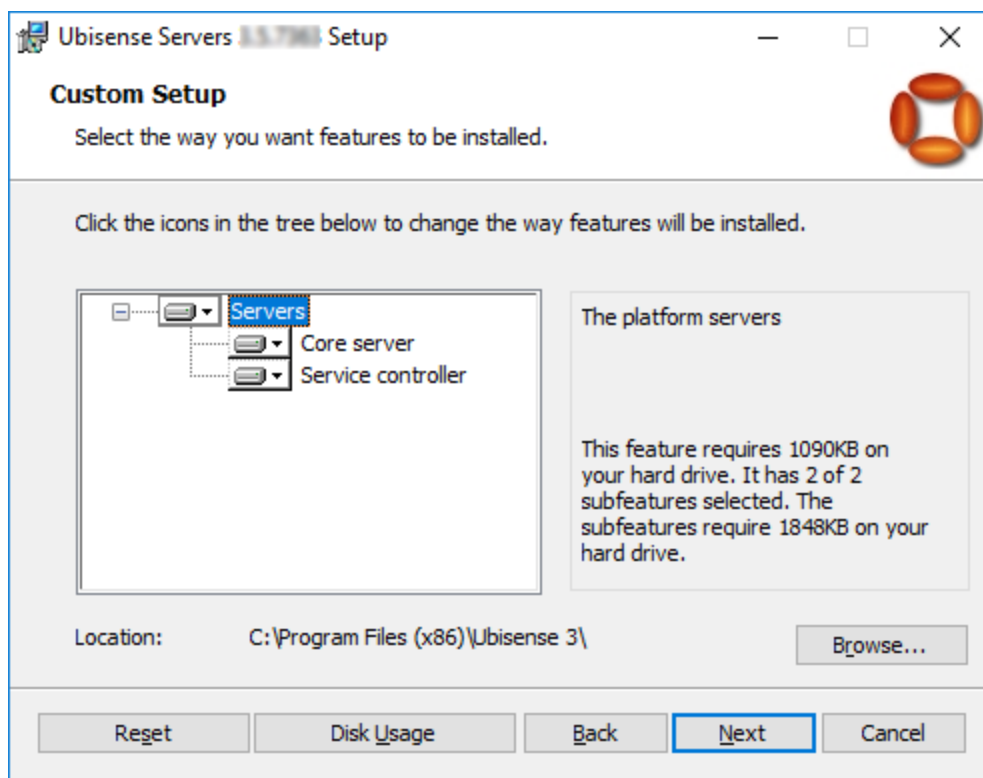 Ubisense Servers Setup
Custom Setup
Select the way you want features to be installed.
Click the icons in the tree below to change the way features will be installed.
Servers
Core server
Service controller
The platform servers
This feature requires 1090KB on
your hard drive. It has 2 of 2
subfeatures selected. The
subfeatures require 1848KB on your
hard drive.
Location: C:\Program Files (x86)\Ubisense 3\
Browse...
Reset Disk Usage Back Next Cancel